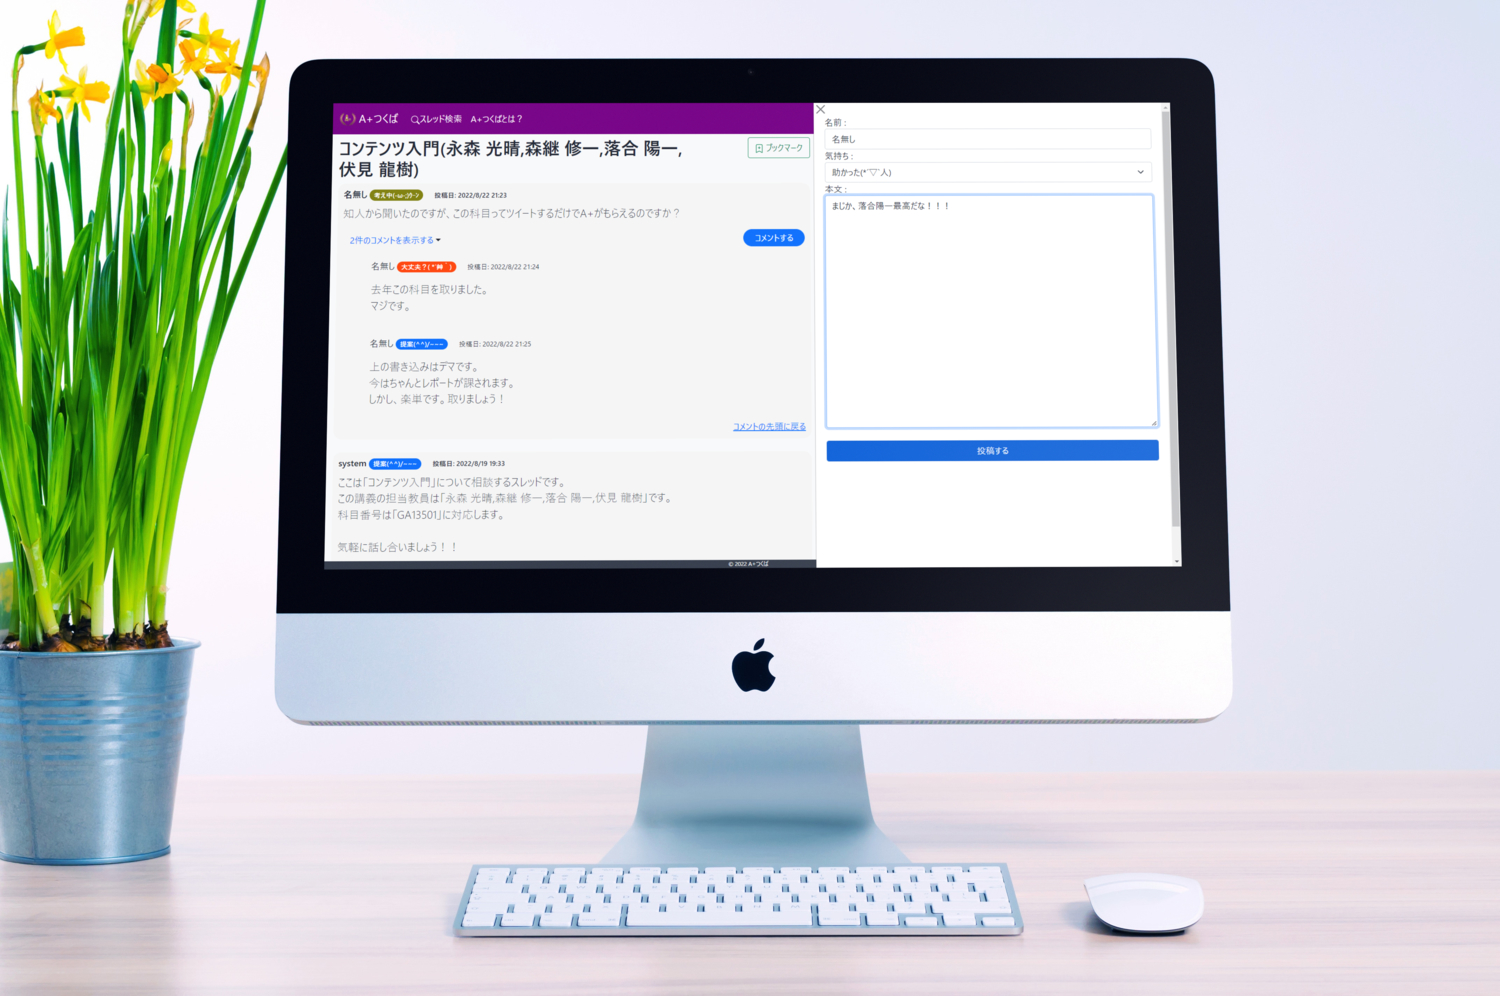 A+つくば スレッド検索 A+つくばとは？
コンテンツ入門(永森 光晴,森継 修一,落合 陽一,
伏見 龍樹)
ブックマーク
名無し 投稿日: 2022/8/22 21:23
知人から聞いたのですが、この科目ってツイートするだけでA+がもらえるのですか？
2件のコメントを表示する
コメントする
名無し 投稿日: 2022/8/22 21:24
去年この科目を取りました。
マジです。
名無し 提案(^^)/~~~ 投稿日: 2022/8/22 21:25
上の書き込みはデマです。
今はちゃんとレポートが課されます。
しかし、楽単です。取りましょう！
コメントの先頭に戻る
system 提案(^^)/~~~ 投稿日: 2022/8/19 19:33
ここは「コンテンツ入門」について相談するスレッドです。
この講義の担当教員は「永森 光晴,森継 修一,落合 陽一,伏見 龍樹」です。
科目番号は「GA13501」に対応します。
気軽に話し合いましょう！！
© 2022 A+つくば
名前 :
名無し
気持ち :
助かった(*´▽`人)
本文 :
まじか、落合陽一最高だな！！！
投稿する